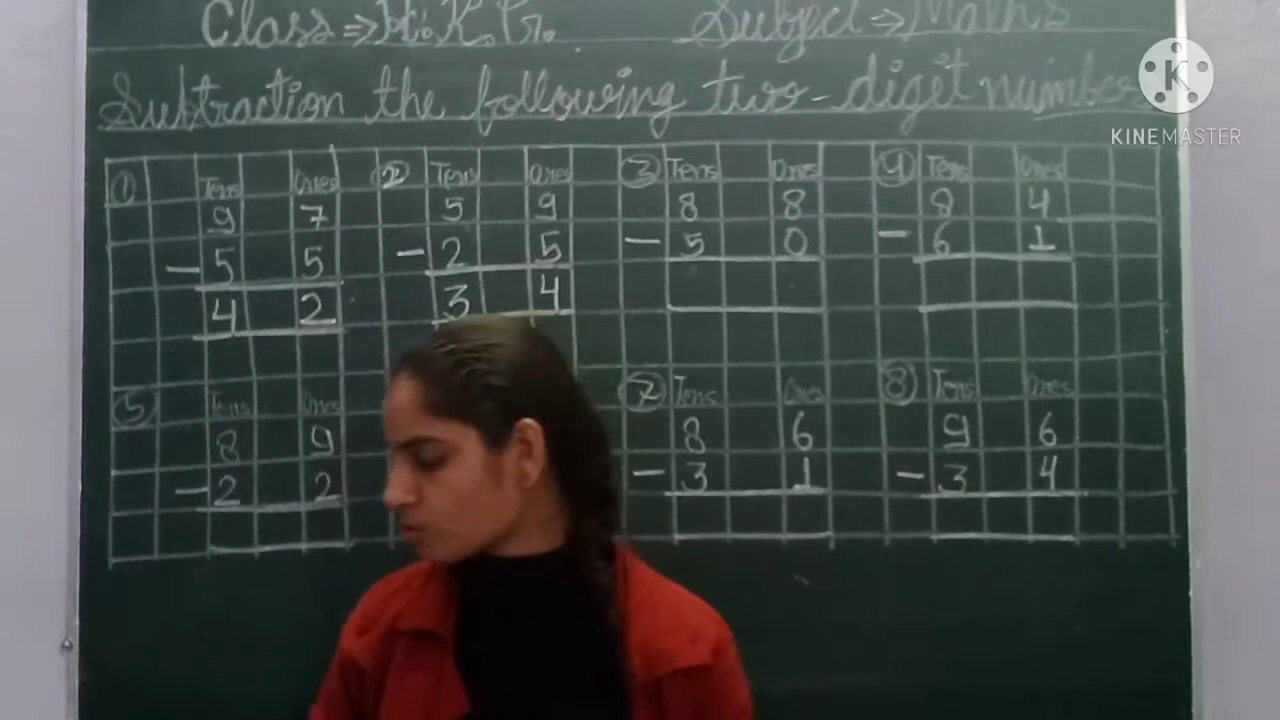 Class ⇒ H.K.G. Subject ⇒ Maths
Subtraction the following two-digit numbers
K
KINEMASTER
① Tens Ones ② Tens Ones ③ Tens Ones ④ Tens Ones
9 7 5 9 8 8 8 4
- 5 5 - 2 5 - 5 0 - 6 1
4 2 3 4
⑤ Tens Ones ⑦ Tens Ones ⑧ Tens Ones
8 9 8 6 9 6
- 2 2 - 3 1 - 3 4